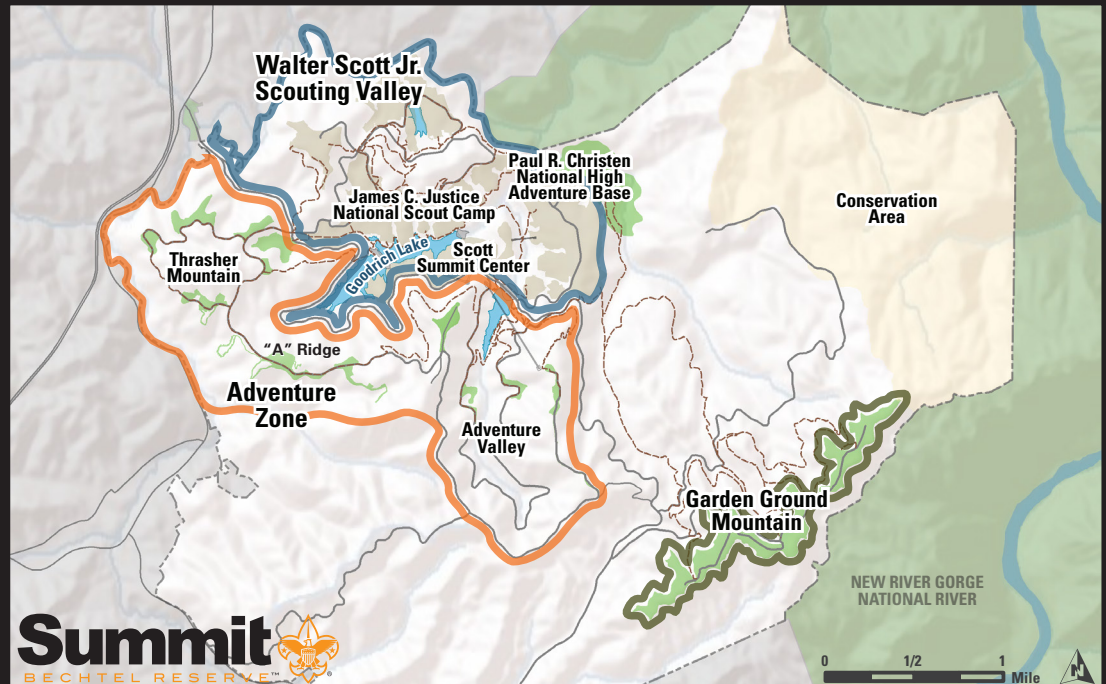 Walter Scott Jr.
Scouting Valley
Paul R. Christen
National High
Adventure Base
James C. Justice
National Scout Camp
Conservation
Area
Goodrich Lake
Scott
Summit Center
Thrasher
Mountain
"A" Ridge
Adventure
Zone
Adventure
Valley
Garden Ground
Mountain
NEW RIVER GORGE
NATIONAL RIVER
Summit
BECHTEL RESERVE™
®
0 1/2 1
Mile
N